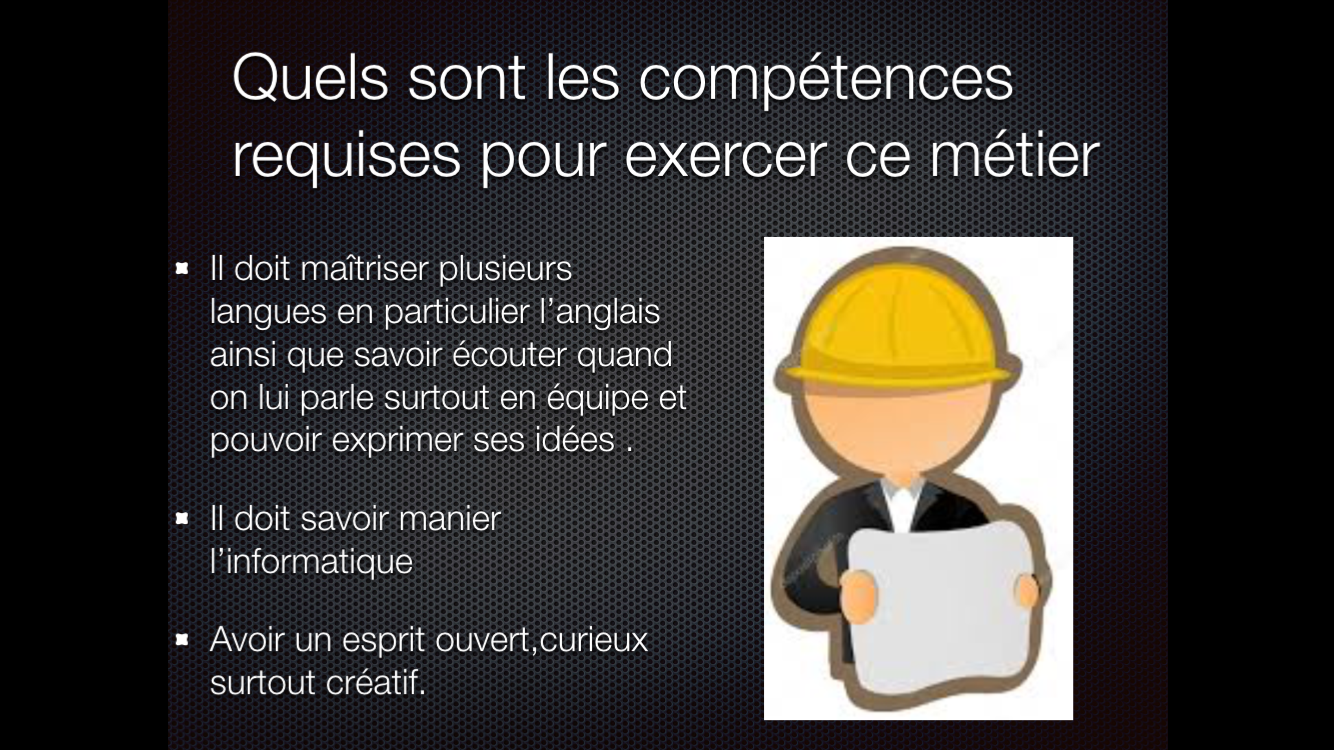 Quels sont les compétences
requises pour exercer ce métier
Il doit maîtriser plusieurs
langues en particulier l’anglais
ainsi que savoir écouter quand
on lui parle surtout en équipe et
pouvoir exprimer ses idées .
Il doit savoir manier
l’informatique
Avoir un esprit ouvert,curieux
surtout créatif.